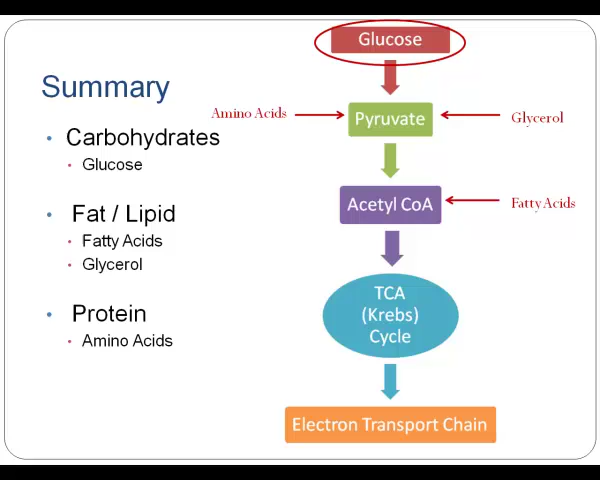 Summary
• Carbohydrates
• Glucose
• Fat / Lipid
• Fatty Acids
• Glycerol
• Protein
• Amino Acids
Glucose
Amino Acids
Pyruvate
Glycerol
Acetyl CoA
Fatty Acids
TCA
(Krebs)
Cycle
Electron Transport Chain